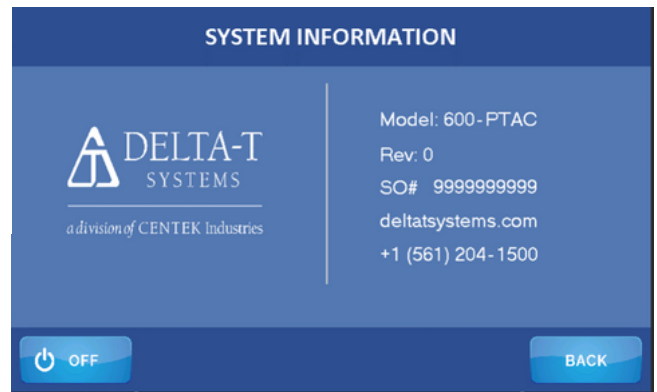 SYSTEM INFORMATION
DELTA-T
SYSTEMS
a division of CENTEK Industries
Model: 600-PTAC
Rev: 0
SO# 9999999999
deltatsystems.com
+1 (561) 204-1500
OFF
BACK